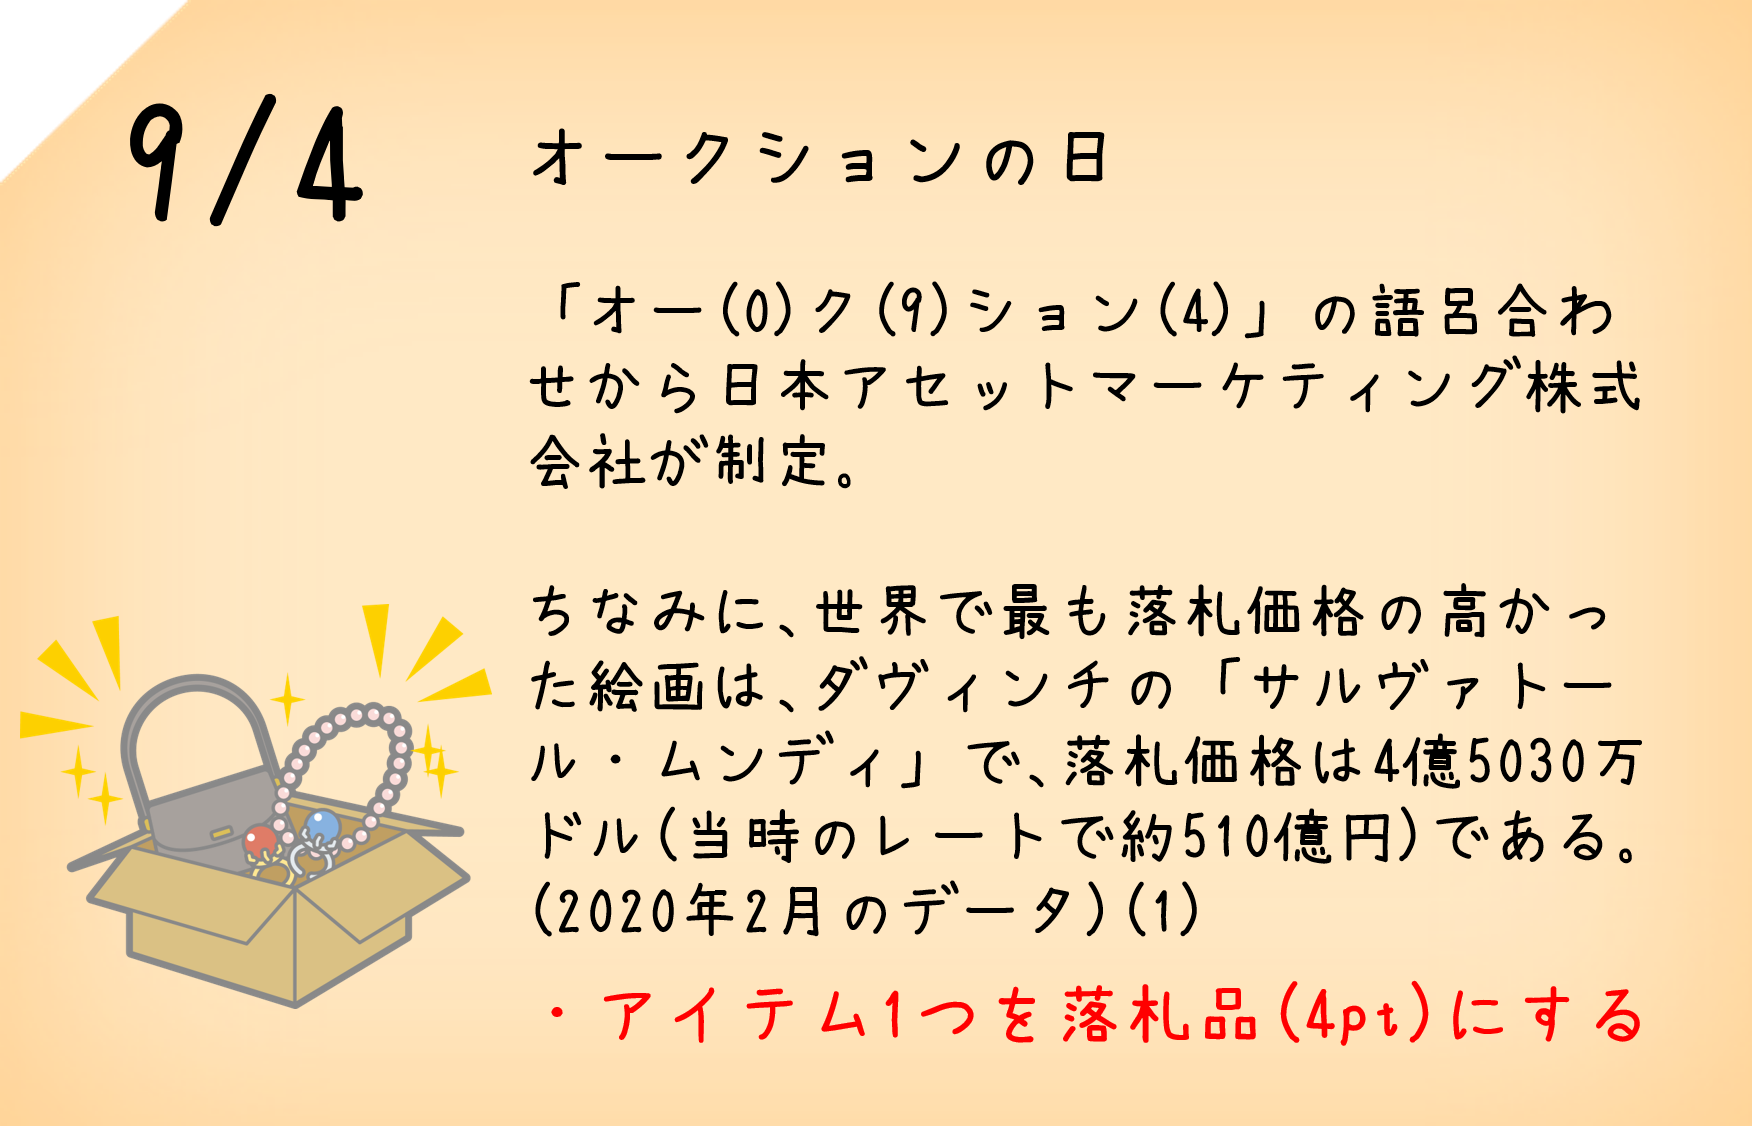 9/4
オークションの日
「オー(0)ク(9)ション(4)」の語呂合わ
せから日本アセットマーケティング株式
会社が制定。
ちなみに、世界で最も落札価格の高かっ
た絵画は、ダヴィンチの「サルヴァトー
ル・ムンディ」で、落札価格は4億5030万
ドル(当時のレートで約510億円)である。
(2020年2月のデータ)(1)
・アイテム1つを落札品(4pt)にする